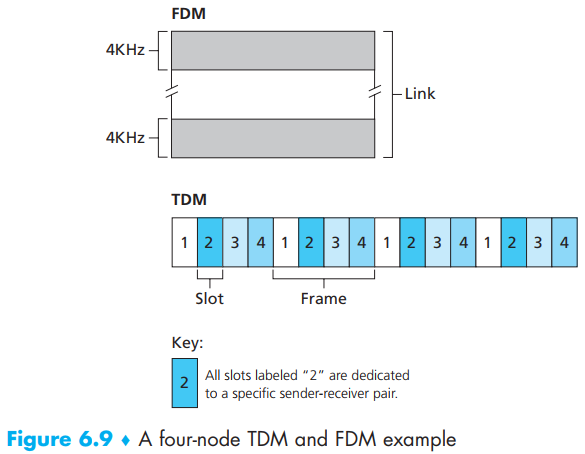 FDM
4KHz
Link
4KHz
TDM
1 2 3 4 1 2 3 4 1 2 3 4 1 2 3 4
Slot Frame
Key:
2
All slots labeled “2” are dedicated
to a specific sender-receiver pair.
Figure 6.9 ♦ A four-node TDM and FDM example